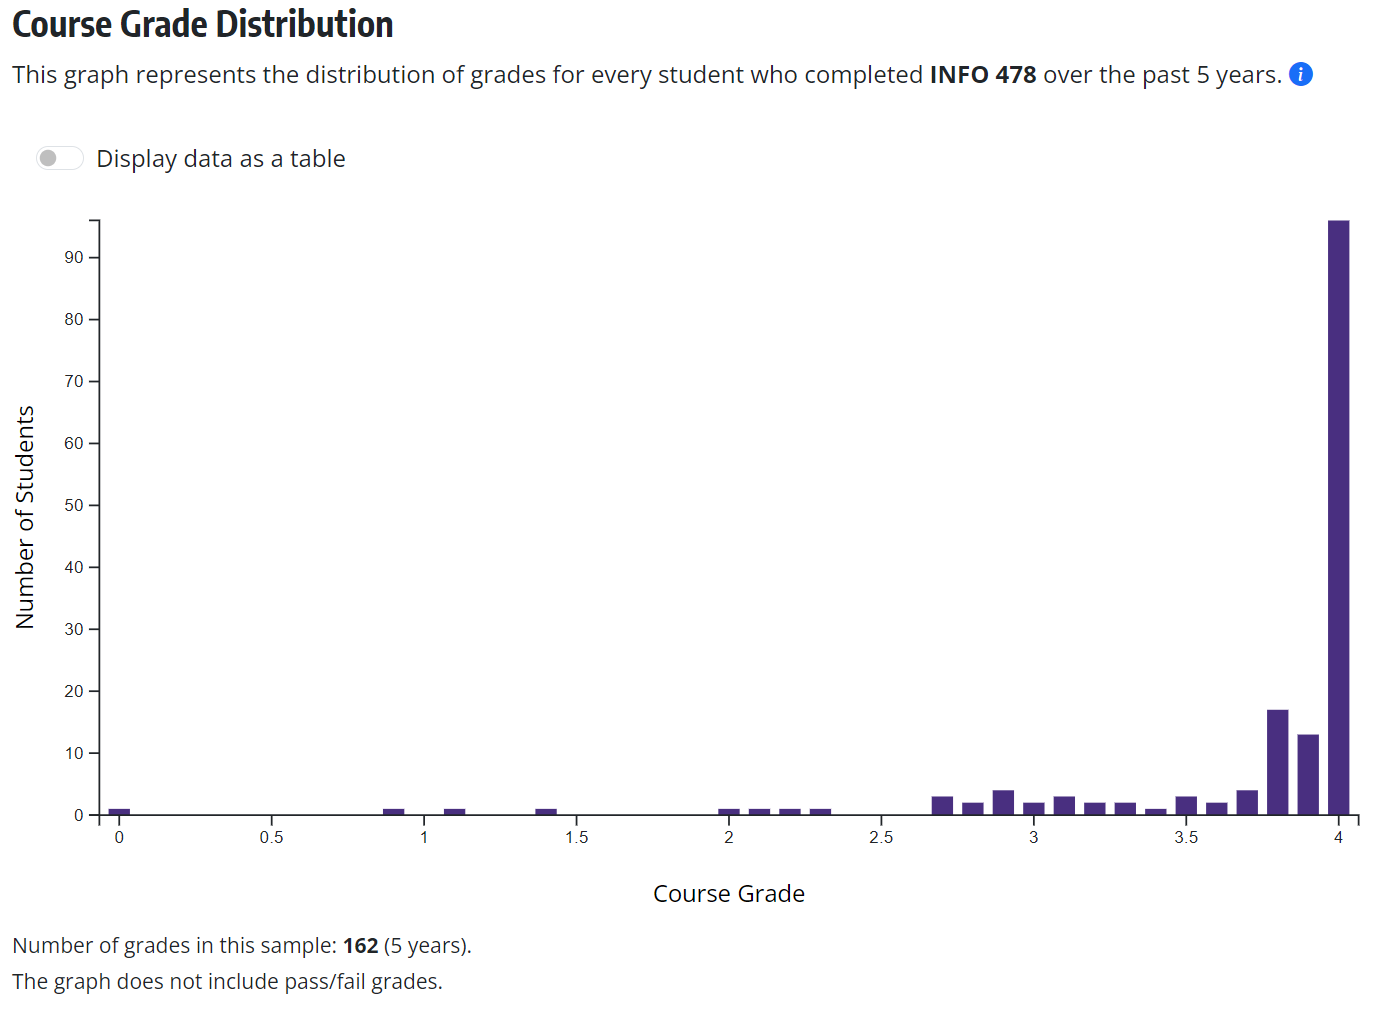 Course Grade Distribution
This graph represents the distribution of grades for every student who completed INFO 478 over the past 5 years. i
Display data as a table
90
80
70
60
50
40
30
20
10
0
Number of Students
0 0.5 1 1.5 2 2.5 3 3.5 4
Course Grade
Number of grades in this sample: 162 (5 years).
The graph does not include pass/fail grades.